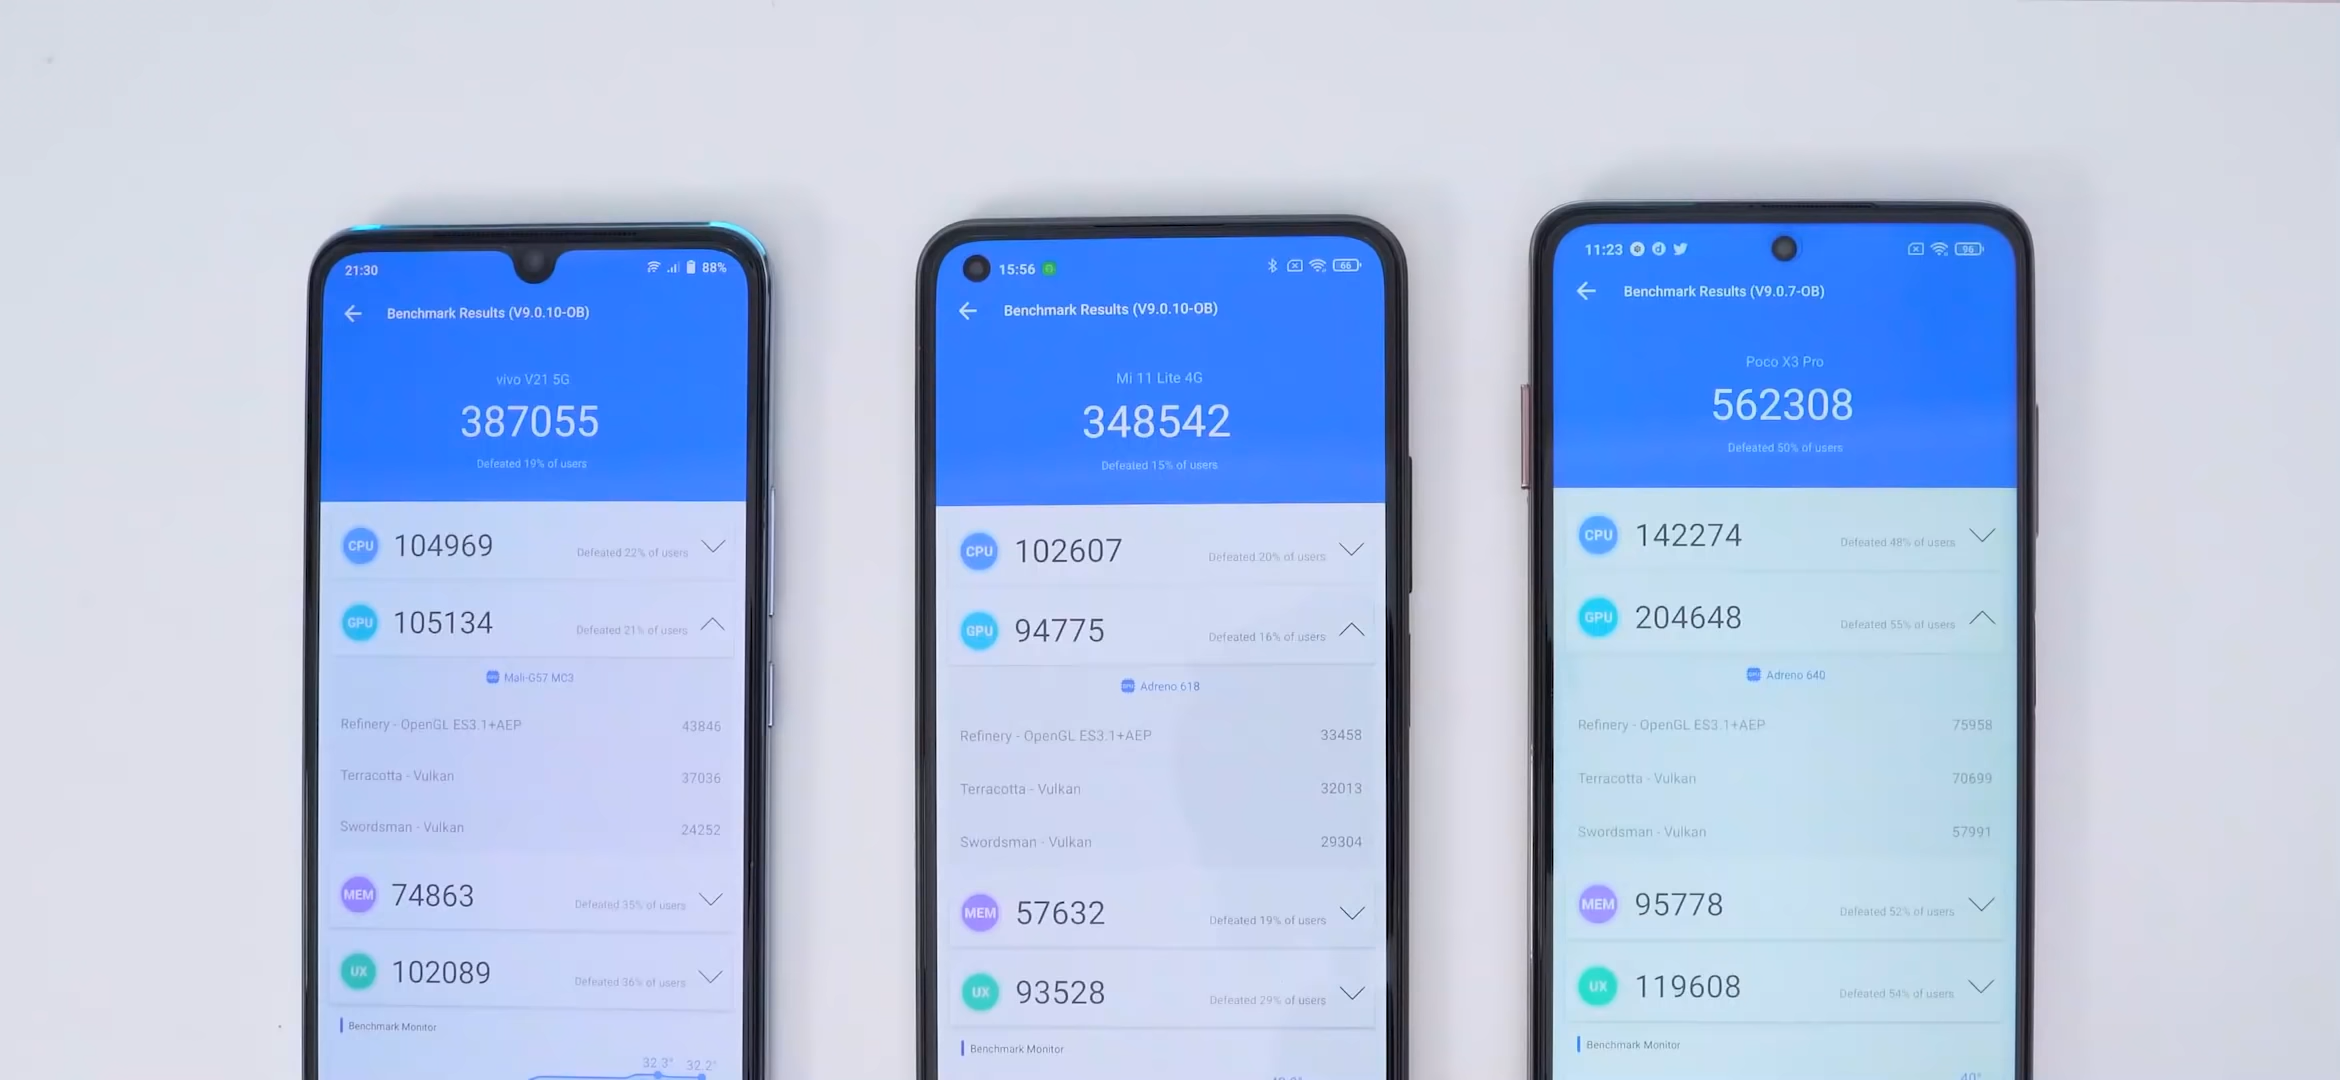 21:30
88%
Benchmark Results (V9.0.10-OB)
vivo V21 5G
387055
Defeated 19% of users
CPU 104969 Defeated 22% of users
GPU 105134 Defeated 21% of users
Mali-G57 MC3
Refinery - OpenGL ES3.1+AEP 43846
Terracotta - Vulkan 37036
Swordsman - Vulkan 24252
MEM 74863 Defeated 35% of users
UX 102089 Defeated 36% of users
Benchmark Monitor
32.3° 32.2°
15:56
66
Benchmark Results (V9.0.10-OB)
Mi 11 Lite 4G
348542
Defeated 15% of users
CPU 102607 Defeated 20% of users
GPU 94775 Defeated 16% of users
Adreno 618
Refinery - OpenGL ES3.1+AEP 33458
Terracotta - Vulkan 32013
Swordsman - Vulkan 29304
MEM 57632 Defeated 19% of users
UX 93528 Defeated 29% of users
Benchmark Monitor
11:23
96
Benchmark Results (V9.0.7-OB)
Poco X3 Pro
562308
Defeated 50% of users
CPU 142274 Defeated 48% of users
GPU 204648 Defeated 55% of users
Adreno 640
Refinery - OpenGL ES3.1+AEP 75958
Terracotta - Vulkan 70699
Swordsman - Vulkan 57991
MEM 95778 Defeated 52% of users
UX 119608 Defeated 54% of users
Benchmark Monitor
40°